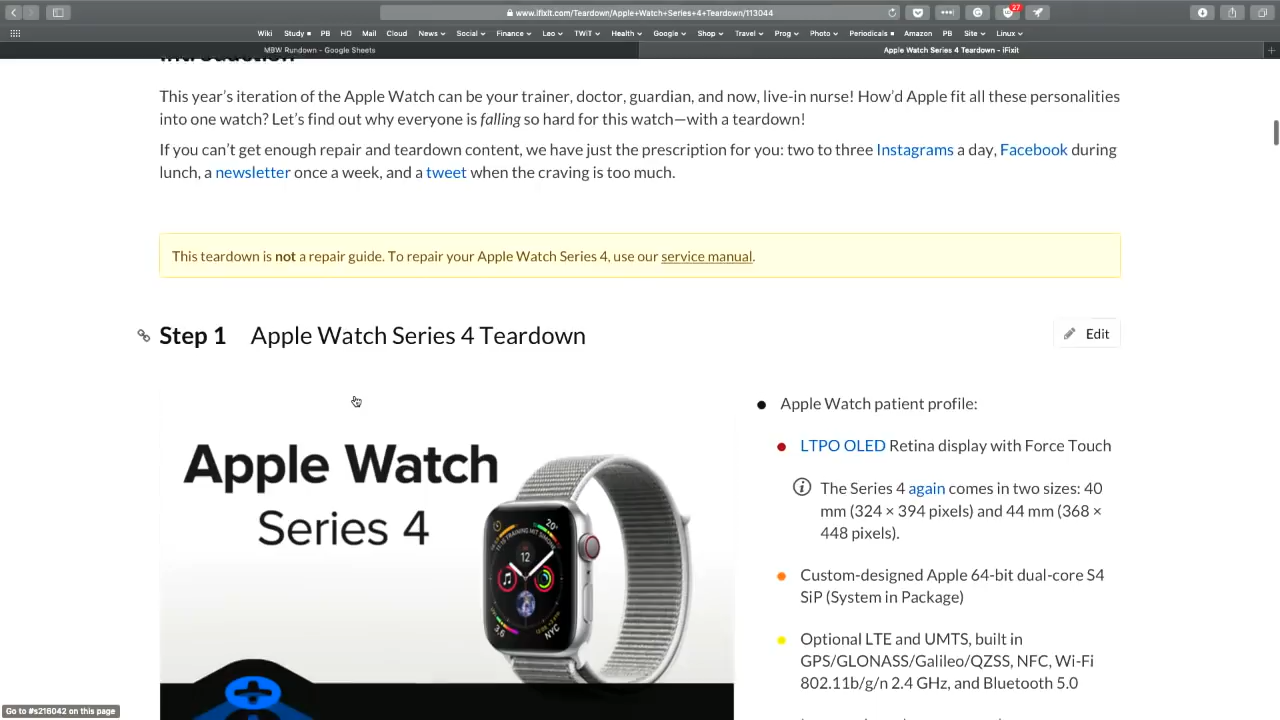 www.ifixit.com/Teardown/Apple+Watch+Series+4+Teardown/113044
27
Wiki Study PB HO Mail Cloud News Social Finance Leo TWiT Health Google Shop Travel Prog Photo Periodicals Amazon PB Site Linux
MBW Rundown - Google Sheets
Apple Watch Series 4 Teardown - iFixit
Introduction
This year's iteration of the Apple Watch can be your trainer, doctor, guardian, and now, live-in nurse! How'd Apple fit all these personalities
into one watch? Let's find out why everyone is falling so hard for this watch—with a teardown!
If you can't get enough repair and teardown content, we have just the prescription for you: two to three Instagrams a day, Facebook during
lunch, a newsletter once a week, and a tweet when the craving is too much.
This teardown is not a repair guide. To repair your Apple Watch Series 4, use our service manual.
Step 1 Apple Watch Series 4 Teardown
Edit
Apple Watch
Series 4
20°
12
3.6
NYC
Apple Watch patient profile:
LTPO OLED Retina display with Force Touch
The Series 4 again comes in two sizes: 40
mm (324 × 394 pixels) and 44 mm (368 ×
448 pixels).
Custom-designed Apple 64-bit dual-core S4
SiP (System in Package)
Optional LTE and UMTS, built in
GPS/GLONASS/Galileo/QZSS, NFC, Wi-Fi
802.11b/g/n 2.4 GHz, and Bluetooth 5.0
Go to #s216042 on this page